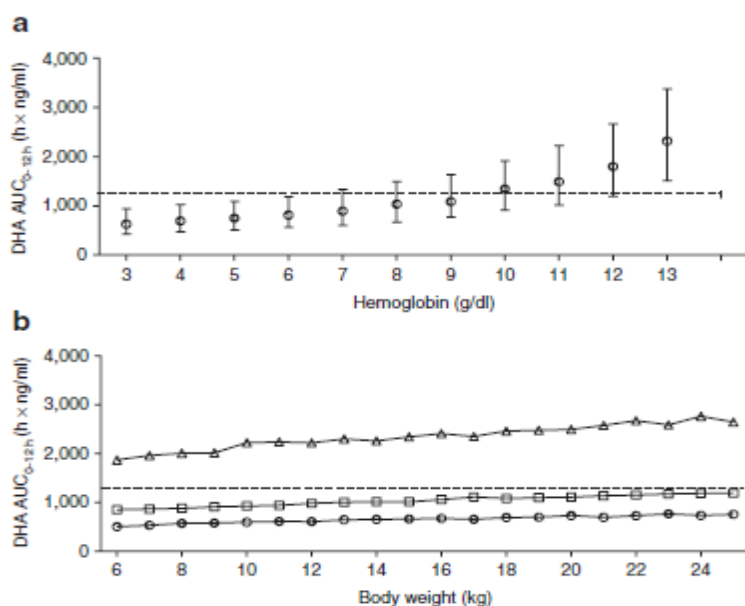 a
DHA AUC0-12 h (h × ng/ml)
4,000
3,000
2,000
1,000
0
3 4 5 6 7 8 9 10 11 12 13
Hemoglobin (g/dl)
b
DHA AUC0-12 h (h × ng/ml)
4,000
3,000
2,000
1,000
0
6 8 10 12 14 16 18 20 22 24
Body weight (kg)